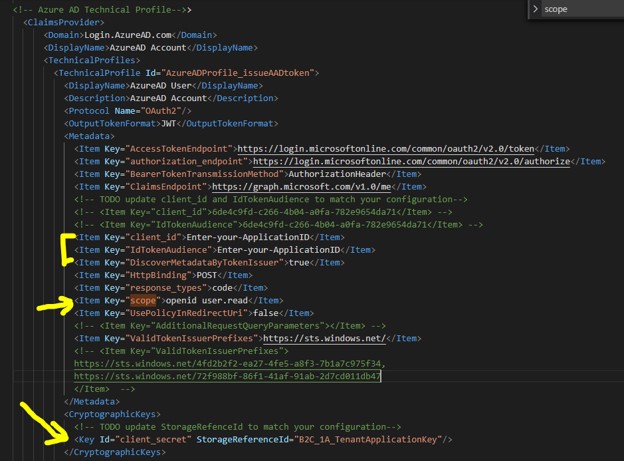 scope
<!-- Azure AD Technical Profile-->>
<ClaimsProvider>
<Domain>Login.AzureAD.com</Domain>
<DisplayName>AzureAD Account</DisplayName>
<TechnicalProfiles>
<TechnicalProfile Id="AzureADProfile_issueAADtoken">
<DisplayName>AzureAD User</DisplayName>
<Description>AzureAD Account</Description>
<Protocol Name="OAuth2"/>
<OutputTokenFormat>JWT</OutputTokenFormat>
<Metadata>
<Item Key="AccessTokenEndpoint">https://login.microsoftonline.com/common/oauth2/v2.0/token</Item>
<Item Key="authorization_endpoint">https://login.microsoftonline.com/common/oauth2/v2.0/authorize</Item>
<Item Key="BearerTokenTransmissionMethod">AuthorizationHeader</Item>
<Item Key="ClaimsEndpoint">https://graph.microsoft.com/v1.0/me</Item>
<!-- TODO update client_id and IdTokenAudience to match your configuration-->
<!-- <Item Key="client_id">6de4c9fd-c266-4b04-a0fa-782e9654da71</Item> -->
<!-- <Item Key="IdTokenAudience">6de4c9fd-c266-4b04-a0fa-782e9654da71</Item> -->
<Item Key="client_id">Enter-your-ApplicationID</Item>
<Item Key="IdTokenAudience">Enter-your-ApplicationID</Item>
<Item Key="DiscoverMetadataByTokenIssuer">true</Item>
<Item Key="HttpBinding">POST</Item>
<Item Key="response_types">code</Item>
<Item Key="scope">openid user.read</Item>
<Item Key="UsePolicyInRedirectUri">false</Item>
<!-- <Item Key="AdditionalRequestQueryParameters"></Item> -->
<Item Key="ValidTokenIssuerPrefixes">https://sts.windows.net/</Item>
<!-- <Item Key="ValidTokenIssuerPrefixes">
https://sts.windows.net/4fd2b2f2-ea27-4fe5-a8f3-7b1a7c975f34,
https://sts.windows.net/72f988bf-86f1-41af-91ab-2d7cd011db47
</Item> -->
</Metadata>
<CryptographicKeys>
<!-- TODO update StorageRefenceId to match your configuration-->
<Key Id="client_secret" StorageReferenceId="B2C_1A_TenantApplicationKey"/>
</CryptographicKeys>